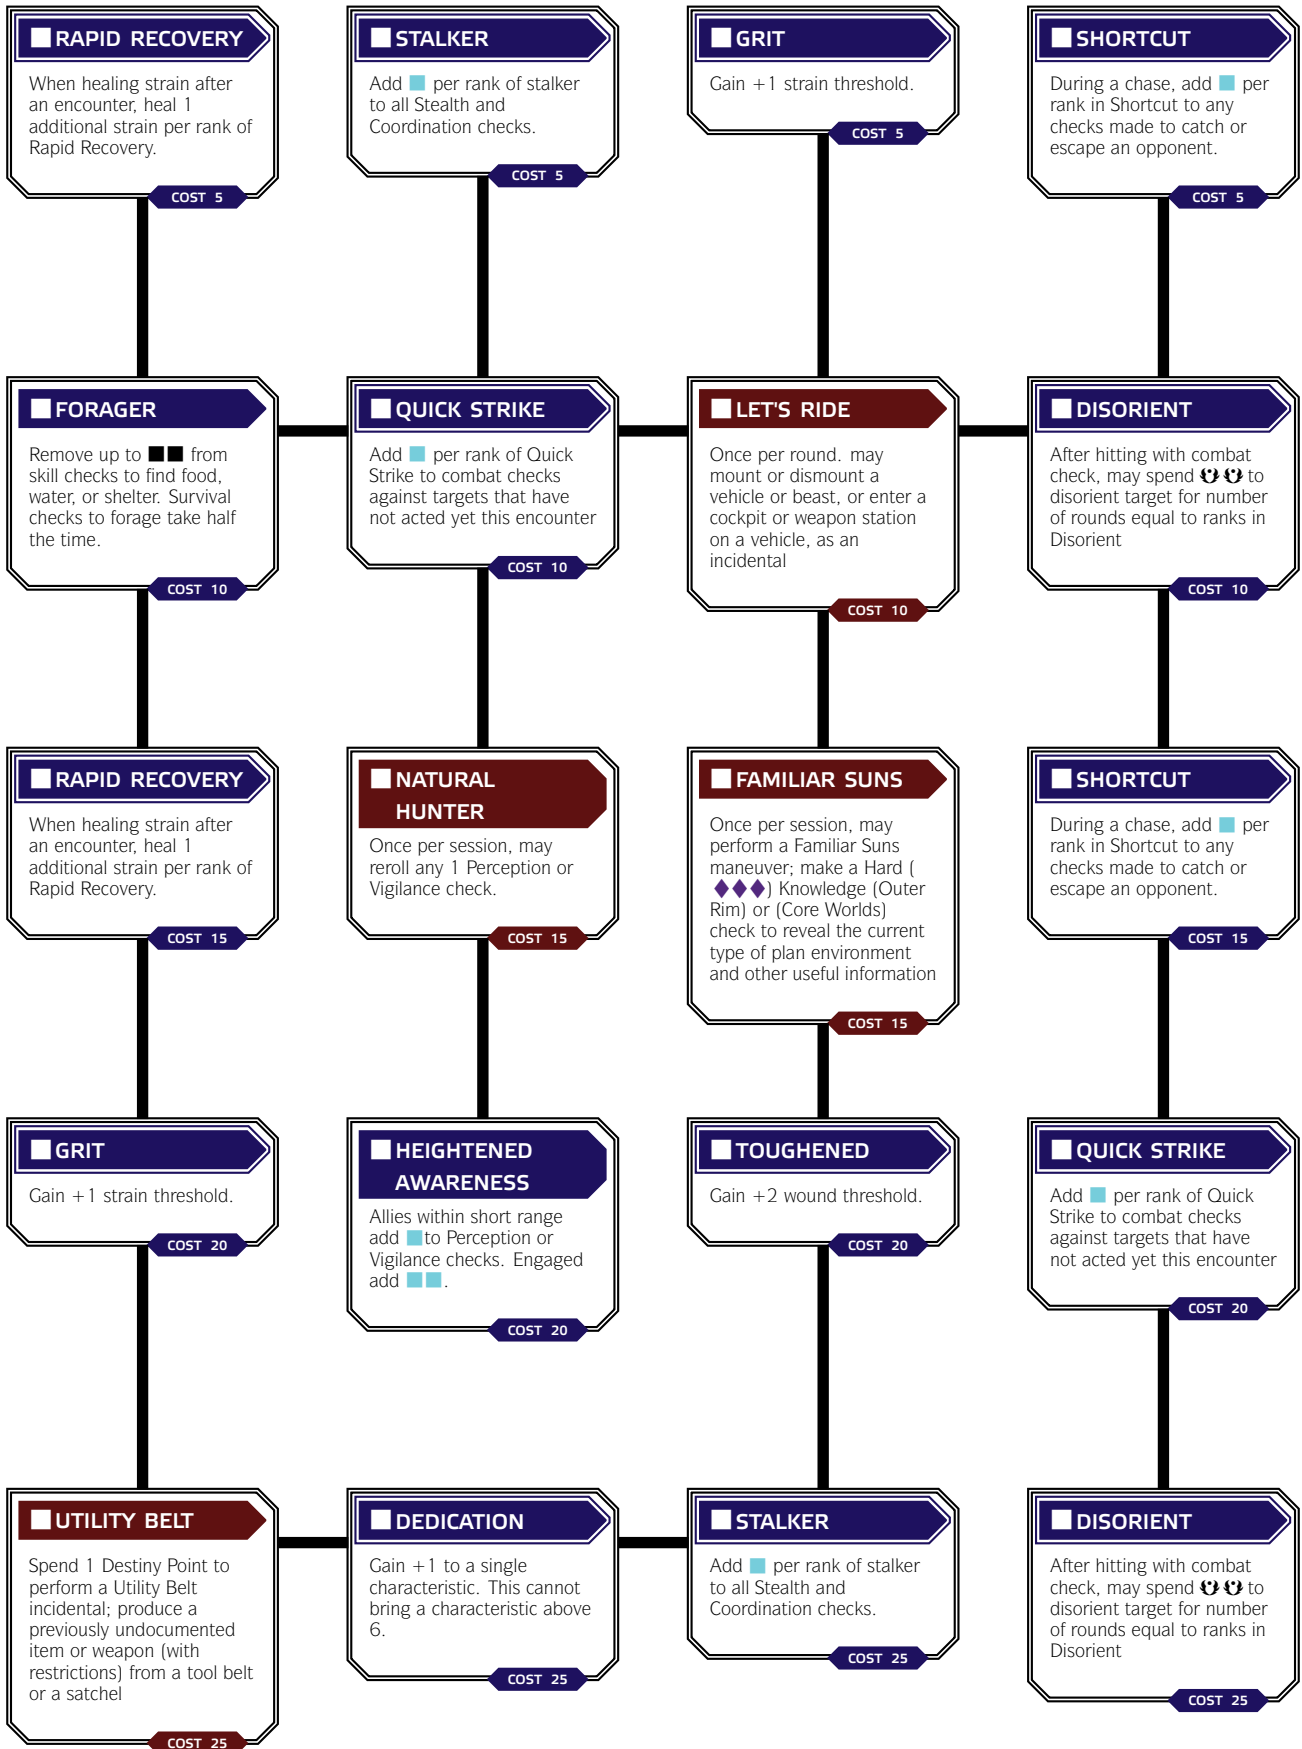 RAPID RECOVERY
When healing strain after
an encounter, heal 1
additional strain per rank of
Rapid Recovery.
COST 5
STALKER
Add per rank of stalker
to all Stealth and
Coordination checks.
COST 5
GRIT
Gain +1 strain threshold.
COST 5
SHORTCUT
During a chase, add per
rank in Shortcut to any
checks made to catch or
escape an opponent.
COST 5
FORAGER
Remove up to from
skill checks to find food,
water, or shelter. Survival
checks to forage take half
the time.
COST 10
QUICK STRIKE
Add per rank of Quick
Strike to combat checks
against targets that have
not acted yet this encounter
COST 10
LET'S RIDE
Once per round. may
mount or dismount a
vehicle or beast, or enter a
cockpit or weapon station
on a vehicle, as an
incidental
COST 10
DISORIENT
After hitting with combat
check, may spend to
disorient target for number
of rounds equal to ranks in
Disorient
COST 10
RAPID RECOVERY
When healing strain after
an encounter, heal 1
additional strain per rank of
Rapid Recovery.
COST 15
NATURAL
HUNTER
Once per session, may
reroll any 1 Perception or
Vigilance check.
COST 15
FAMILIAR SUNS
Once per session, may
perform a Familiar Suns
maneuver; make a Hard (
) Knowledge (Outer
Rim) or (Core Worlds)
check to reveal the current
type of plan environment
and other useful information
COST 15
SHORTCUT
During a chase, add per
rank in Shortcut to any
checks made to catch or
escape an opponent.
COST 15
GRIT
Gain +1 strain threshold.
COST 20
HEIGHTENED
AWARENESS
Allies within short range
add to Perception or
Vigilance checks. Engaged
add .
COST 20
TOUGHENED
Gain +2 wound threshold.
COST 20
QUICK STRIKE
Add per rank of Quick
Strike to combat checks
against targets that have
not acted yet this encounter
COST 20
UTILITY BELT
Spend 1 Destiny Point to
perform a Utility Belt
incidental; produce a
previously undocumented
item or weapon (with
restrictions) from a tool belt
or a satchel
COST 25
DEDICATION
Gain +1 to a single
characteristic. This cannot
bring a characteristic above
6.
COST 25
STALKER
Add per rank of stalker
to all Stealth and
Coordination checks.
COST 25
DISORIENT
After hitting with combat
check, may spend to
disorient target for number
of rounds equal to ranks in
Disorient
COST 25